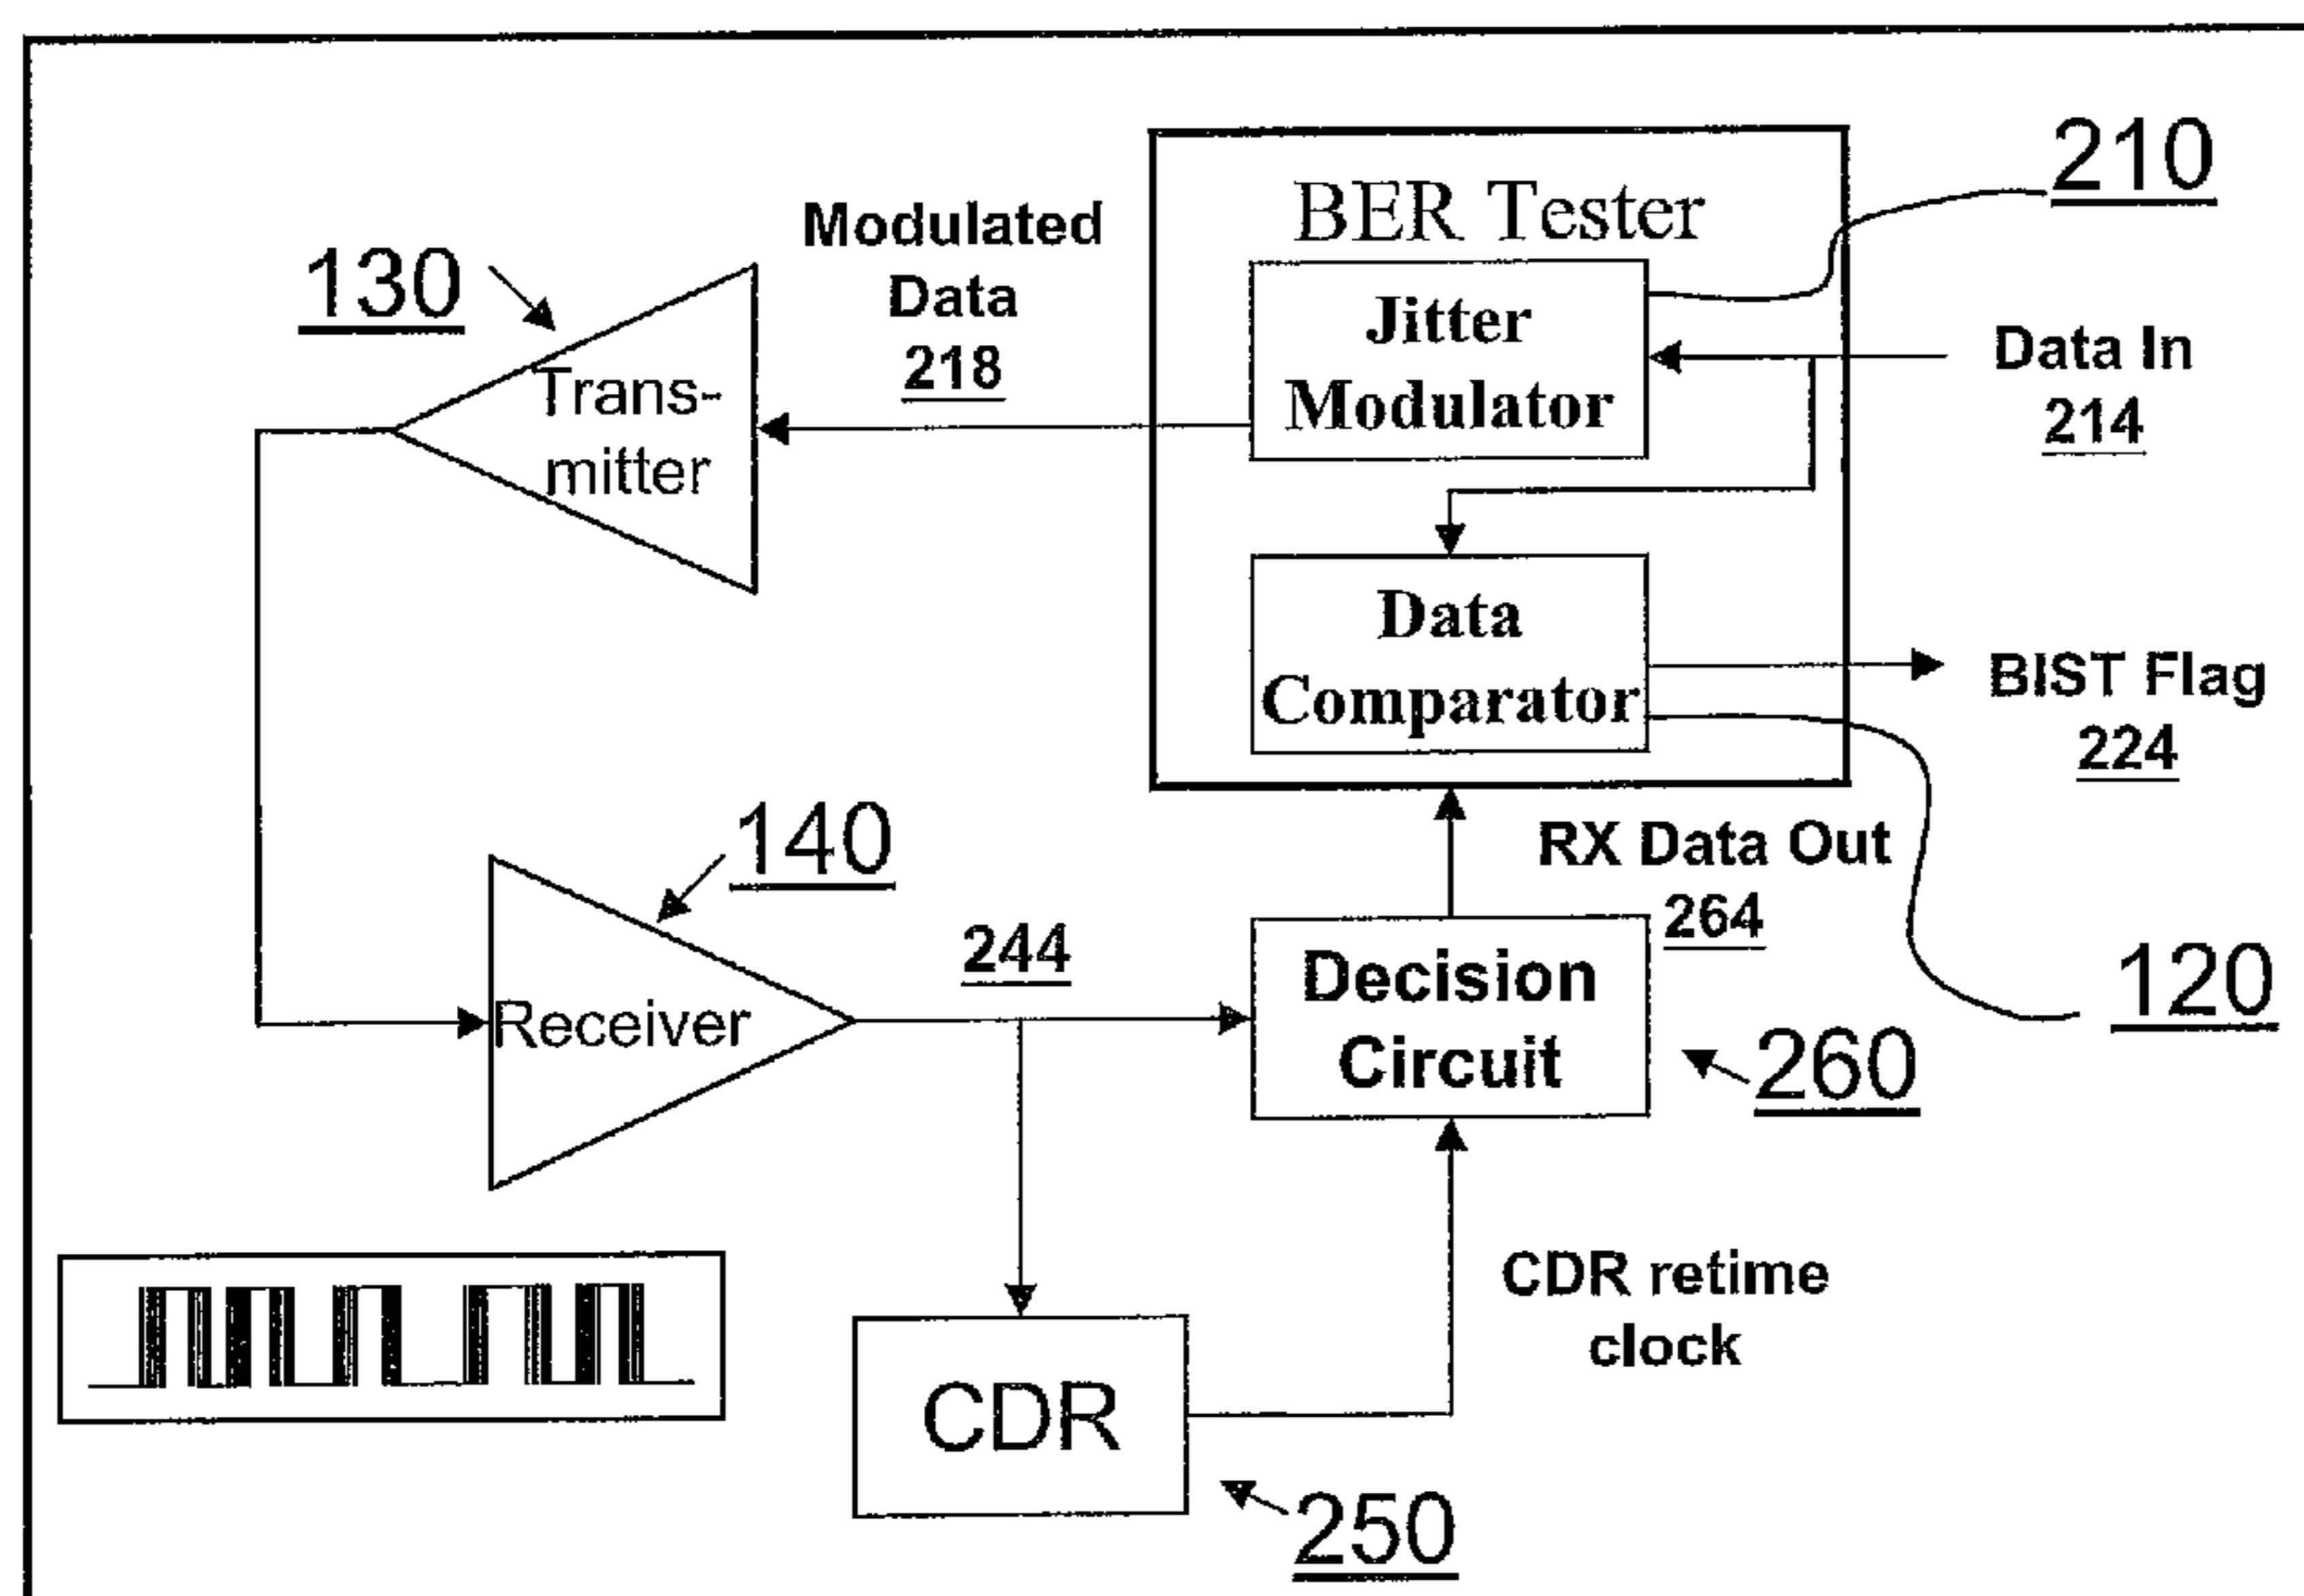 BER Tester
210
Modulated
Data
218
130
Jitter
Modulator
Data In
214
Trans-
mitter
Data
Comparator
BIST Flag
224
140
RX Data Out
264
244
Decision
Circuit
120
260
Receiver
CDR retime
clock
CDR
250